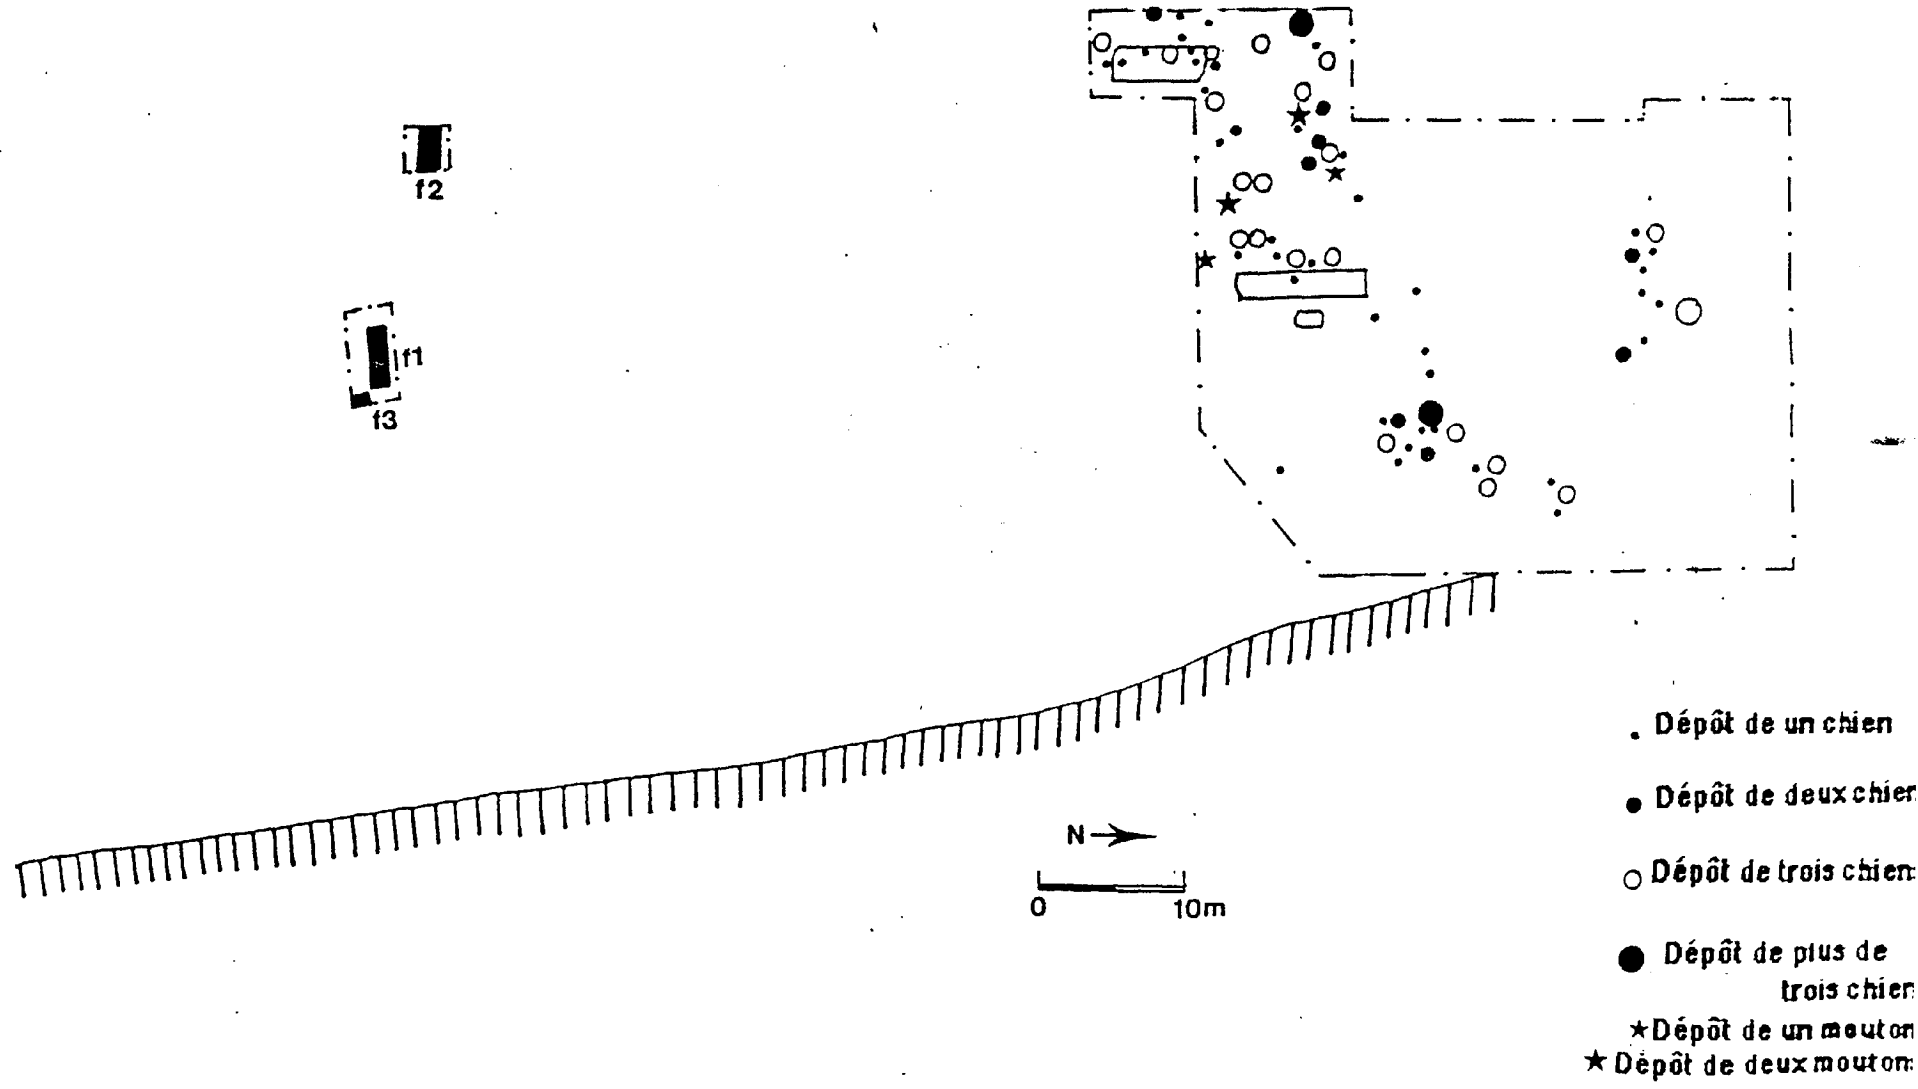 f2
f1
f3
. Dépôt de un chien
Dépôt de deux chien
Dépôt de trois chien
Dépôt de plus de
trois chien
Dépôt de un mouton
Dépôt de deux mouton
N
0 10m